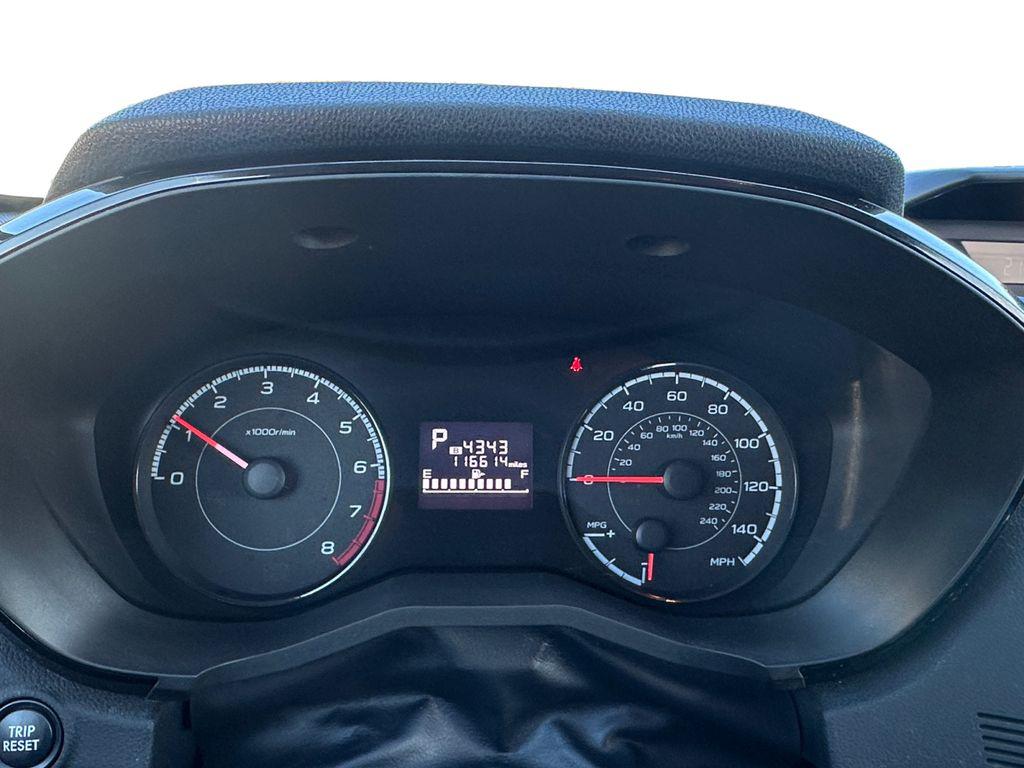 0 1 2 3 4 5 6 7 8
x1000r/min
P
B 4343
116614 miles
E F
0 20 40 60 80 100 120 140
MPH
20 40 60 80 100 120 140 160 180 200 220 240
km/h
MPG
- +
TRIP
RESET